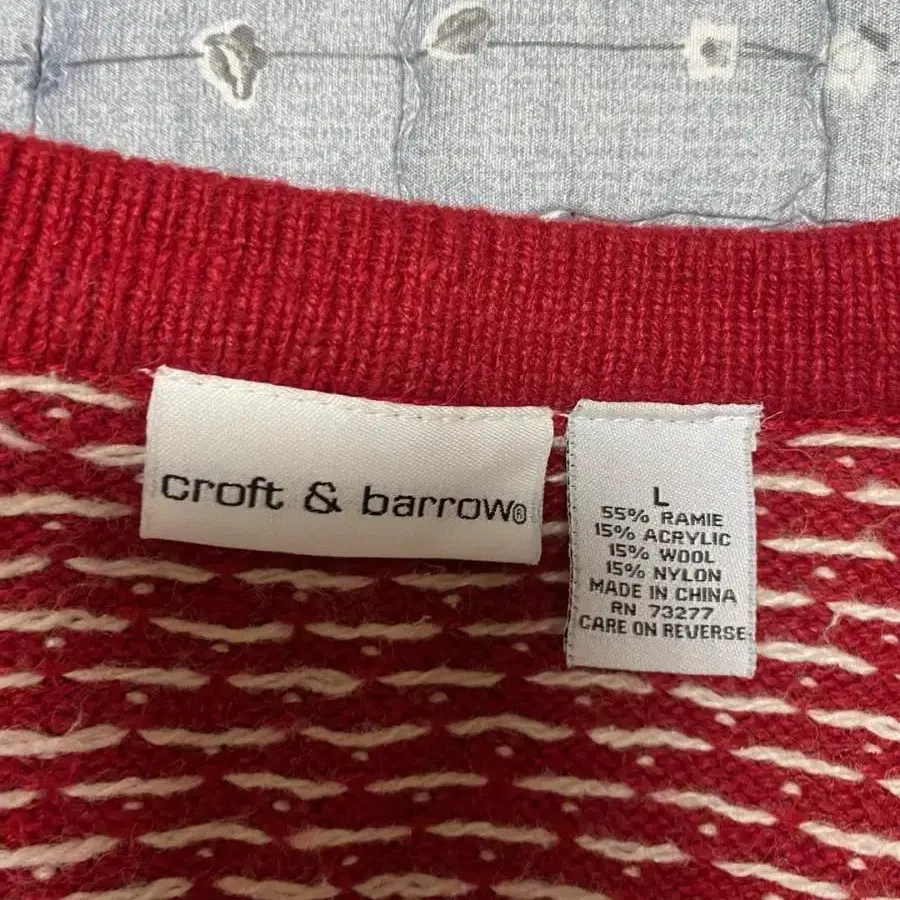 croft & barrow®
L
55% RAMIE
15% ACRYLIC
15% WOOL
15% NYLON
MADE IN CHINA
RN 73277
CARE ON REVERSE